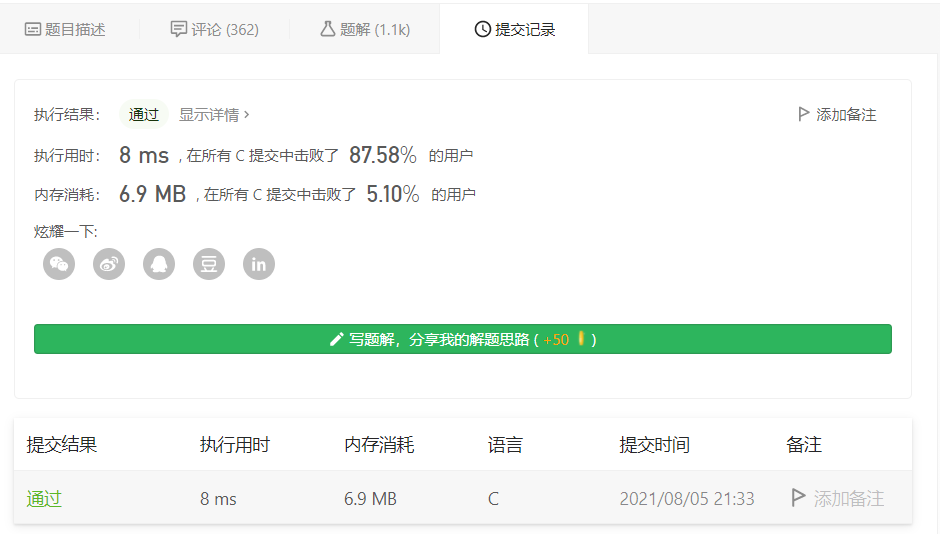 题目描述 评论 (362) 题解 (1.1k) 提交记录
执行结果： 通过 显示详情 › 添加备注
执行用时： 8 ms , 在所有 C 提交中击败了 87.58% 的用户
内存消耗： 6.9 MB , 在所有 C 提交中击败了 5.10% 的用户
炫耀一下:
豆 in
写题解，分享我的解题思路 ( +50 )
提交结果 执行用时 内存消耗 语言 提交时间 备注
通过 8 ms 6.9 MB C 2021/08/05 21:33 添加备注